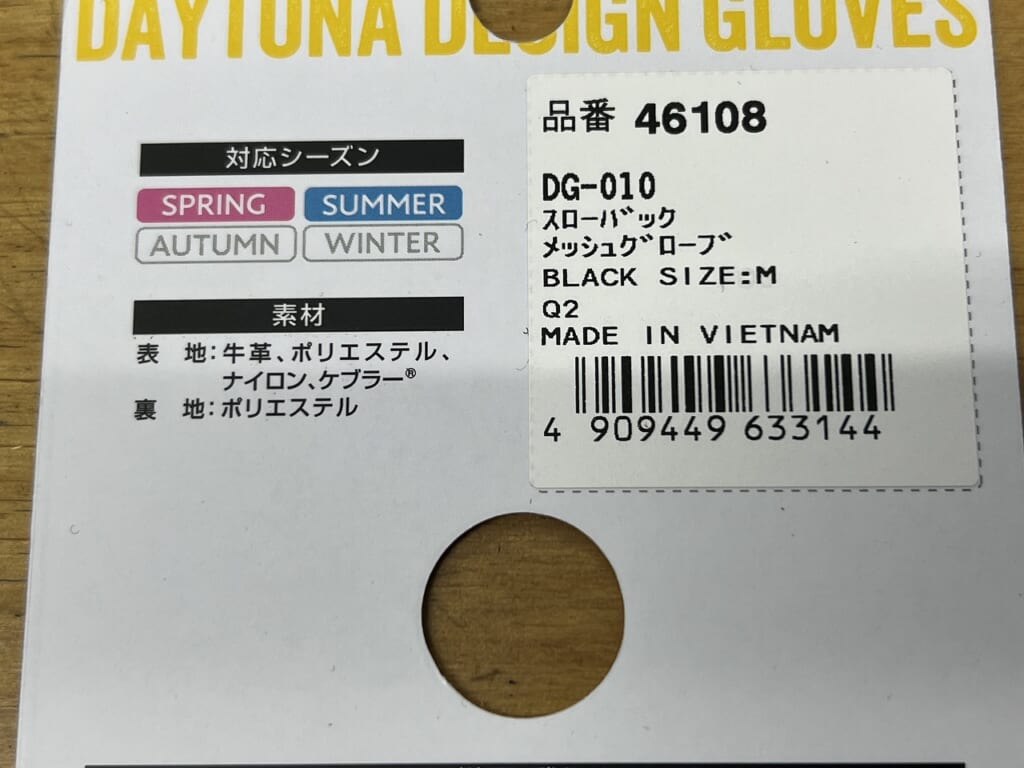 DAYTUNA DESIGN GLOVES
対応シーズン
SPRING SUMMER
AUTUMN WINTER
素材
表 地:牛革、ポリエステル、
ナイロン、ケブラー®
裏 地:ポリエステル
品番 46108
DG-010
スローバック
メッシュグローブ
BLACK SIZE:M
Q2
MADE IN VIETNAM
4 909449 633144